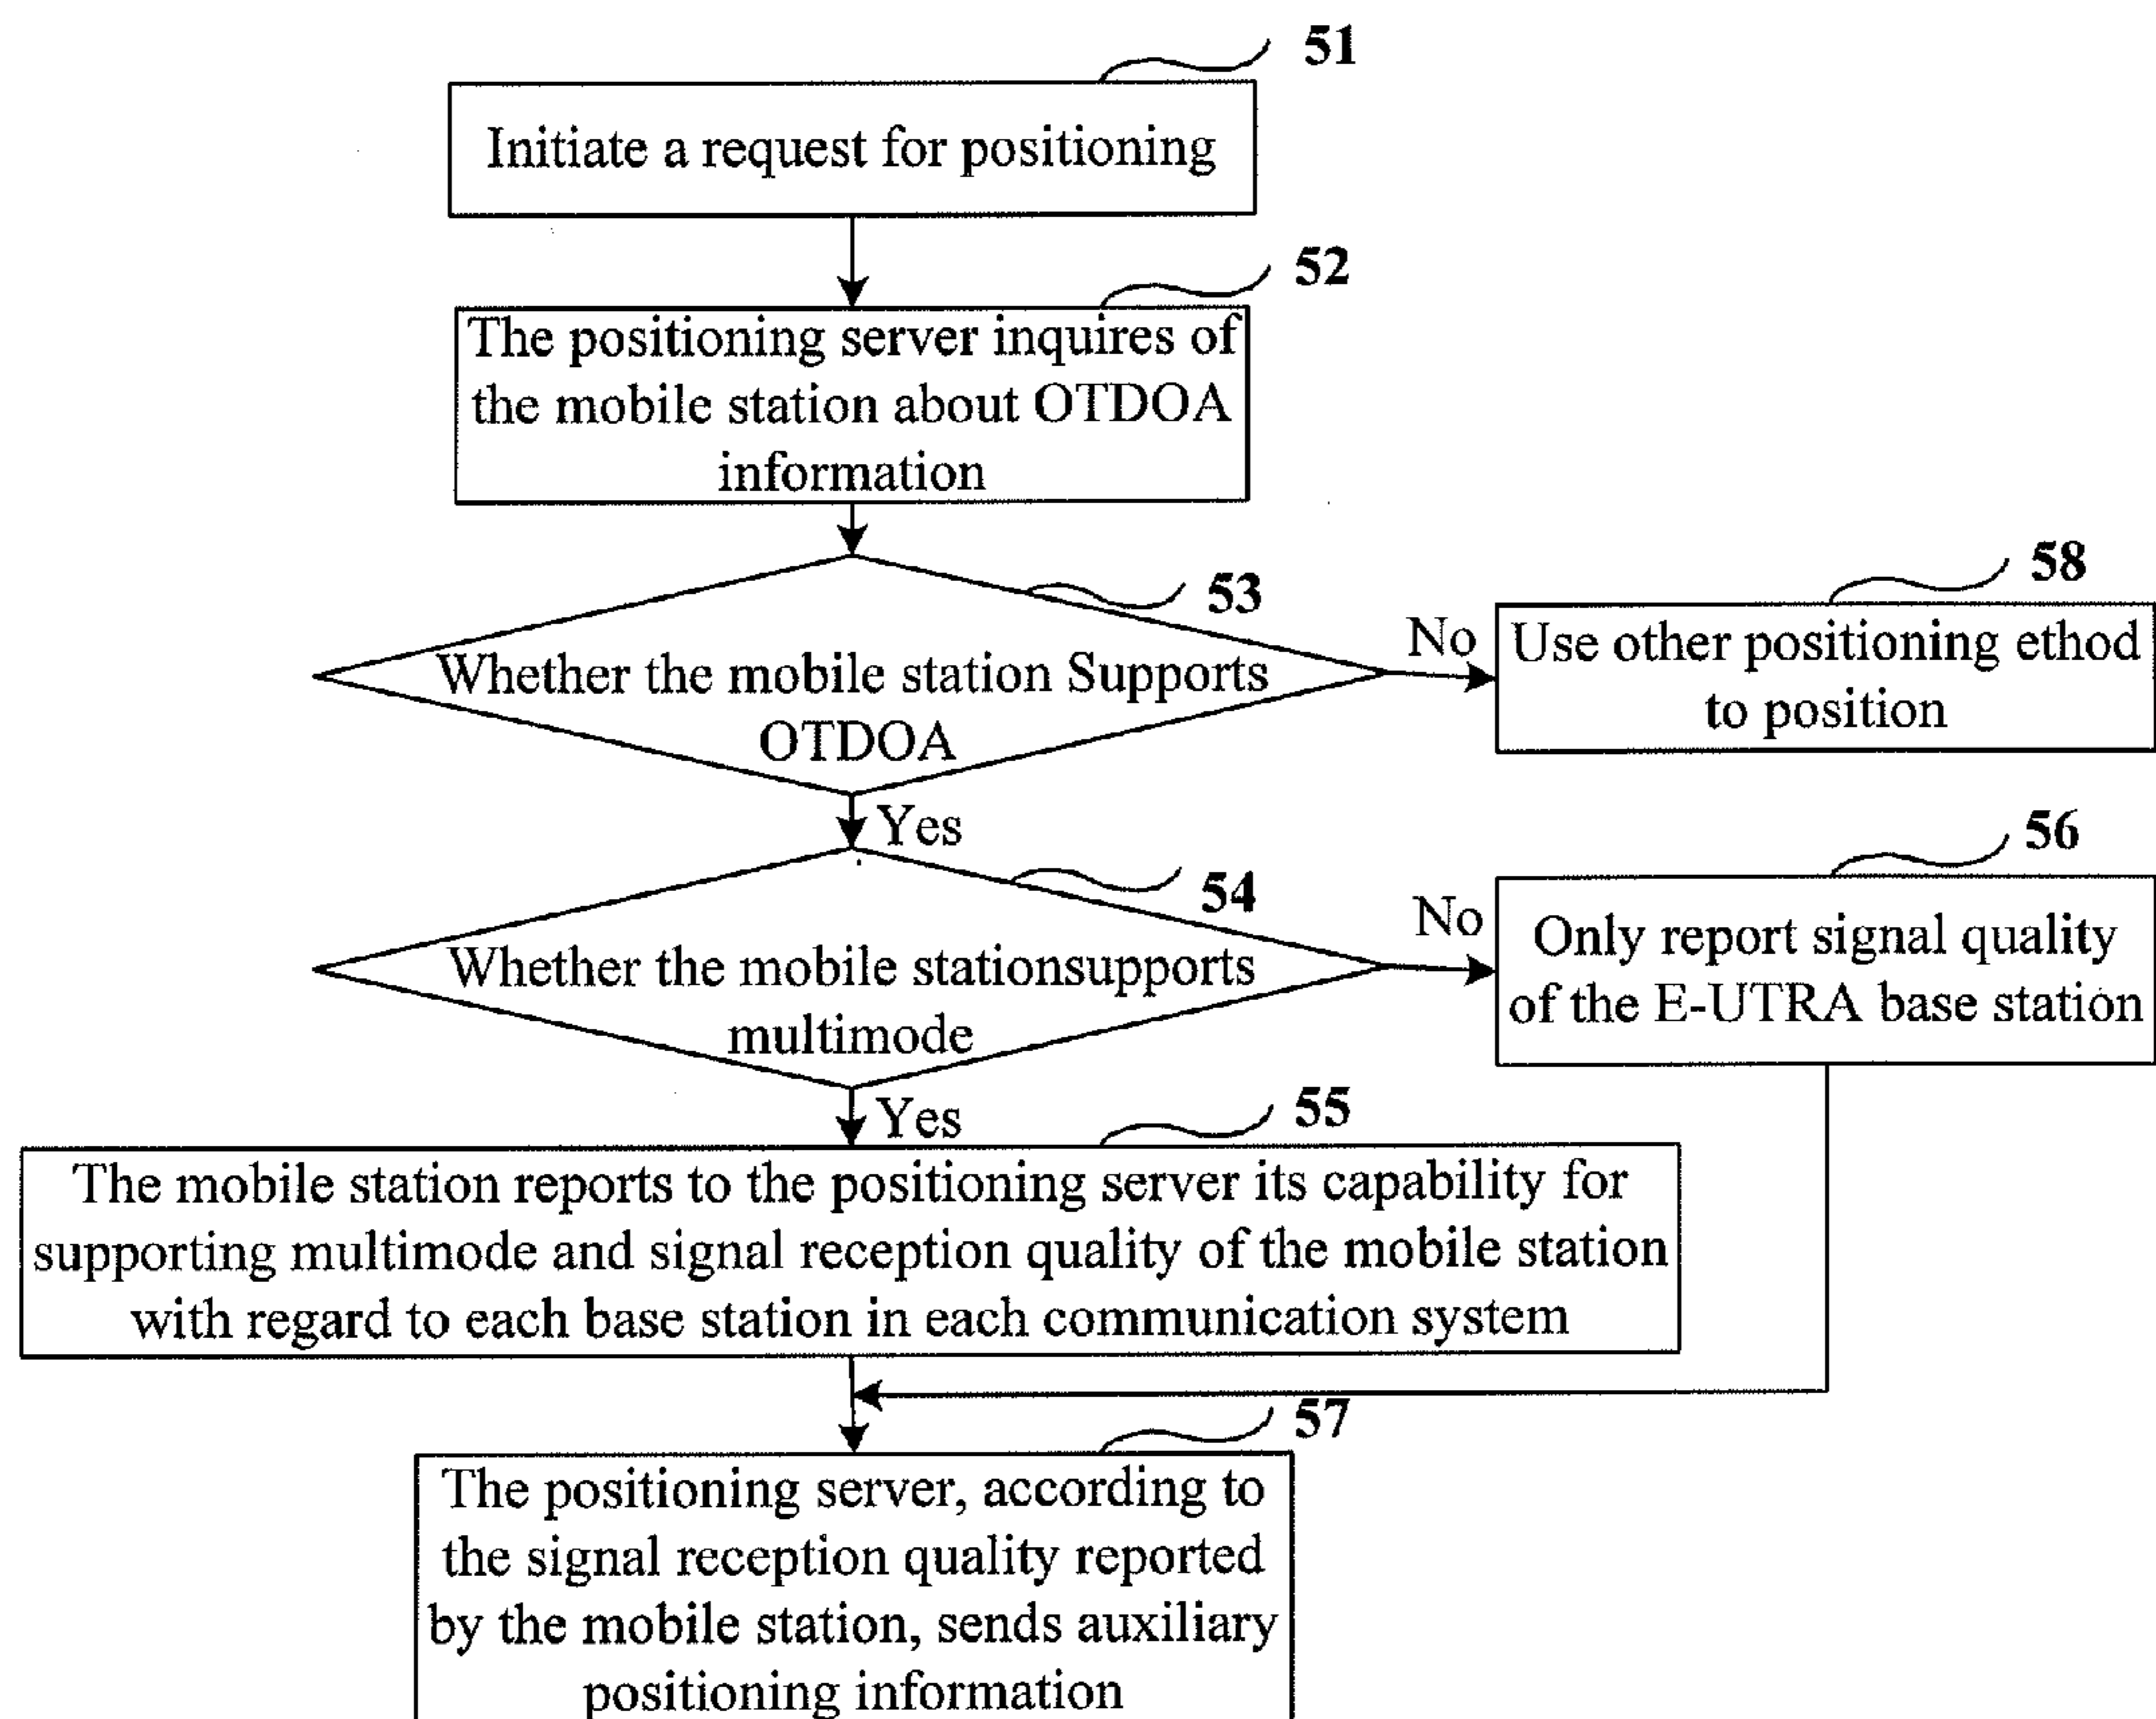 51
Initiate a request for positioning
52
The positioning server inquires of
the mobile station about OTDOA
information
53
Whether the mobile station Supports
OTDOA
No
58
Use other positioning ethod
to position
Yes
54
Whether the mobile stationsupports
multimode
No
56
Only report signal quality
of the E-UTRA base station
Yes
55
The mobile station reports to the positioning server its capability for
supporting multimode and signal reception quality of the mobile station
with regard to each base station in each communication system
57
The positioning server, according to
the signal reception quality reported
by the mobile station, sends auxiliary
positioning information